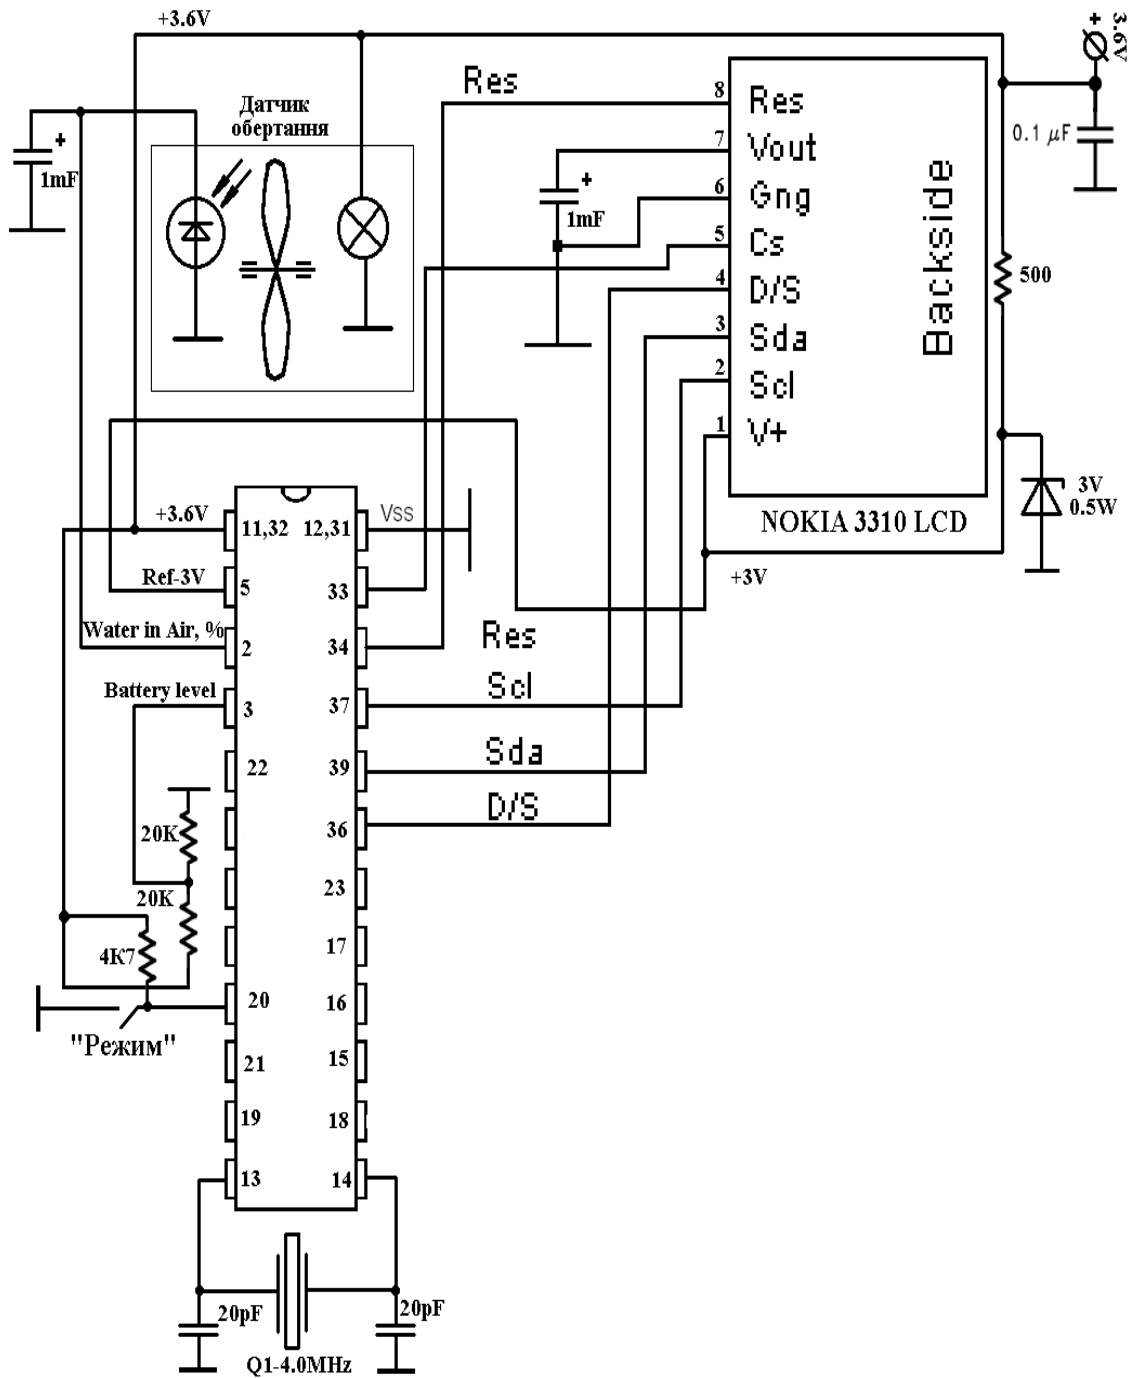 +3.6V
+
3.6V
Res
8
Res
0.1 µF
Датчик
обертання
+
1mF
7
Vout
6
Gng
+
1mF
5
Cs
4
D/S
3
Sda
2
Scl
1
V+
Backside
500
3V
0.5W
NOKIA 3310 LCD
+3V
+3.6V
11,32
12,31
Vss
Ref-3V
5
33
Water in Air, %
2
34
Res
Battery level
3
37
Scl
22
39
Sda
20K
36
D/S
20K
23
4K7
17
20
16
"Режим"
21
15
19
18
13
14
20pF
20pF
Q1-4.0MHz